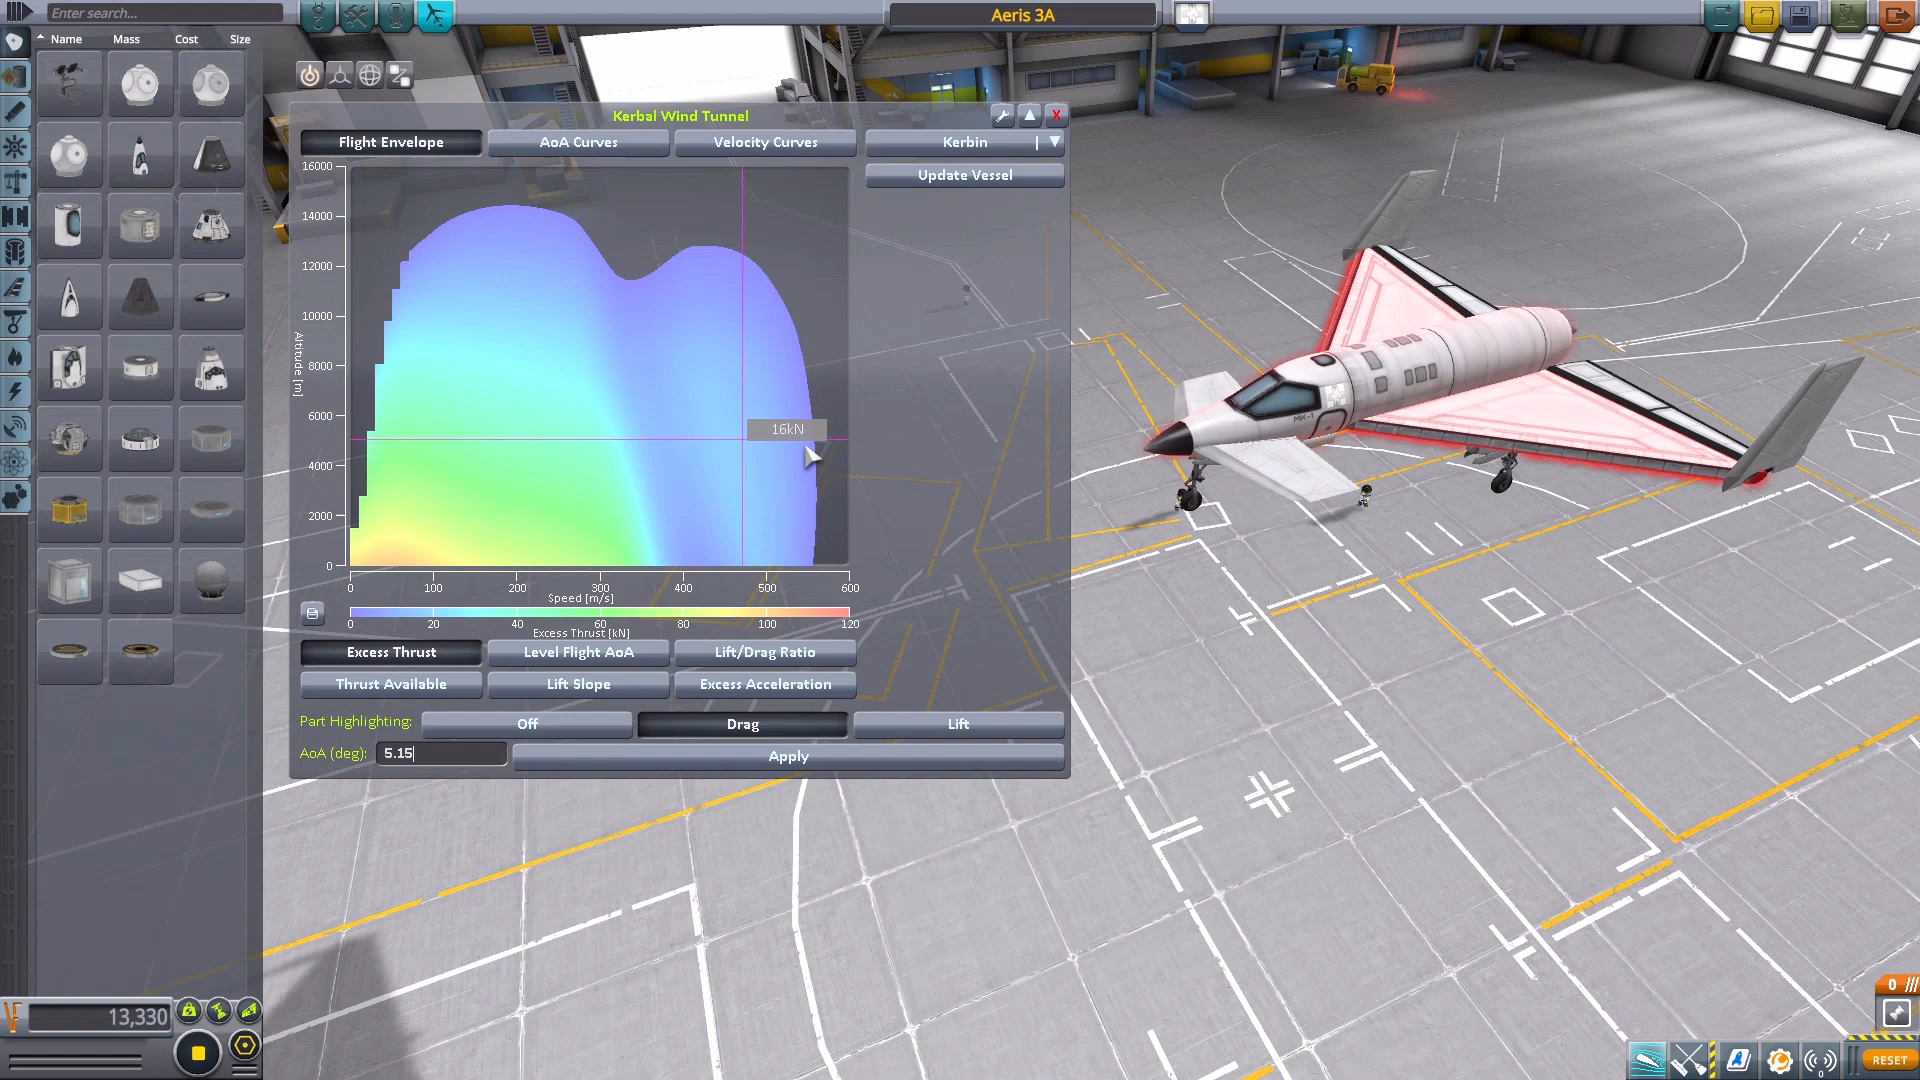 Enter search...
Aeris 3A
Name Mass Cost Size
Kerbal Wind Tunnel X
Flight Envelope AoA Curves Velocity Curves Kerbin | ▼
Update Vessel
16000
14000
12000
10000
8000
6000
4000
2000
0
Altitude [m]
16kN
0 100 200 300 400 500 600
Speed [m/s]
0 20 40 60 80 100 120
Excess Thrust [kN]
Excess Thrust Level Flight AoA Lift/Drag Ratio
Thrust Available Lift Slope Excess Acceleration
Part Highlighting: Off Drag Lift
AoA (deg): 5.15 Apply
MK-1
13,330
0
0
RESET